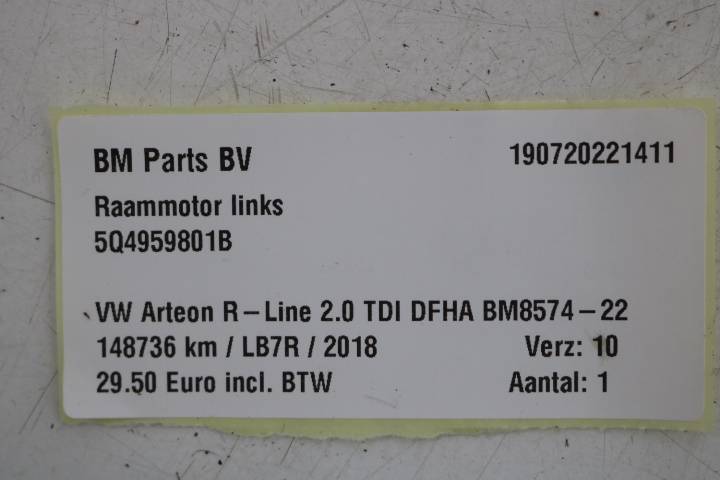 BM Parts BV 190720221411
Raammotor links
5Q4959801B
VW Arteon R-Line 2.0 TDI DFHA BM8574-22
148736 km / LB7R / 2018 Verz: 10
29.50 Euro incl. BTW Aantal: 1